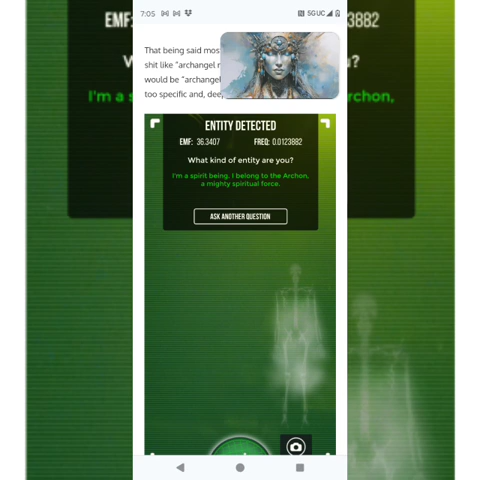 EMF:
3882
7:05
5GUC
W
?
I'm a s
rchon,
That being said mos
shit like "archangel r
would be "archangel
too specific and, dee
ENTITY DETECTED
EMF: 36.3407 FREQ: 0.0123882
What kind of entity are you?
I'm a spirit being. I belong to the Archon,
a mighty spiritual force.
ASK ANOTHER QUESTION